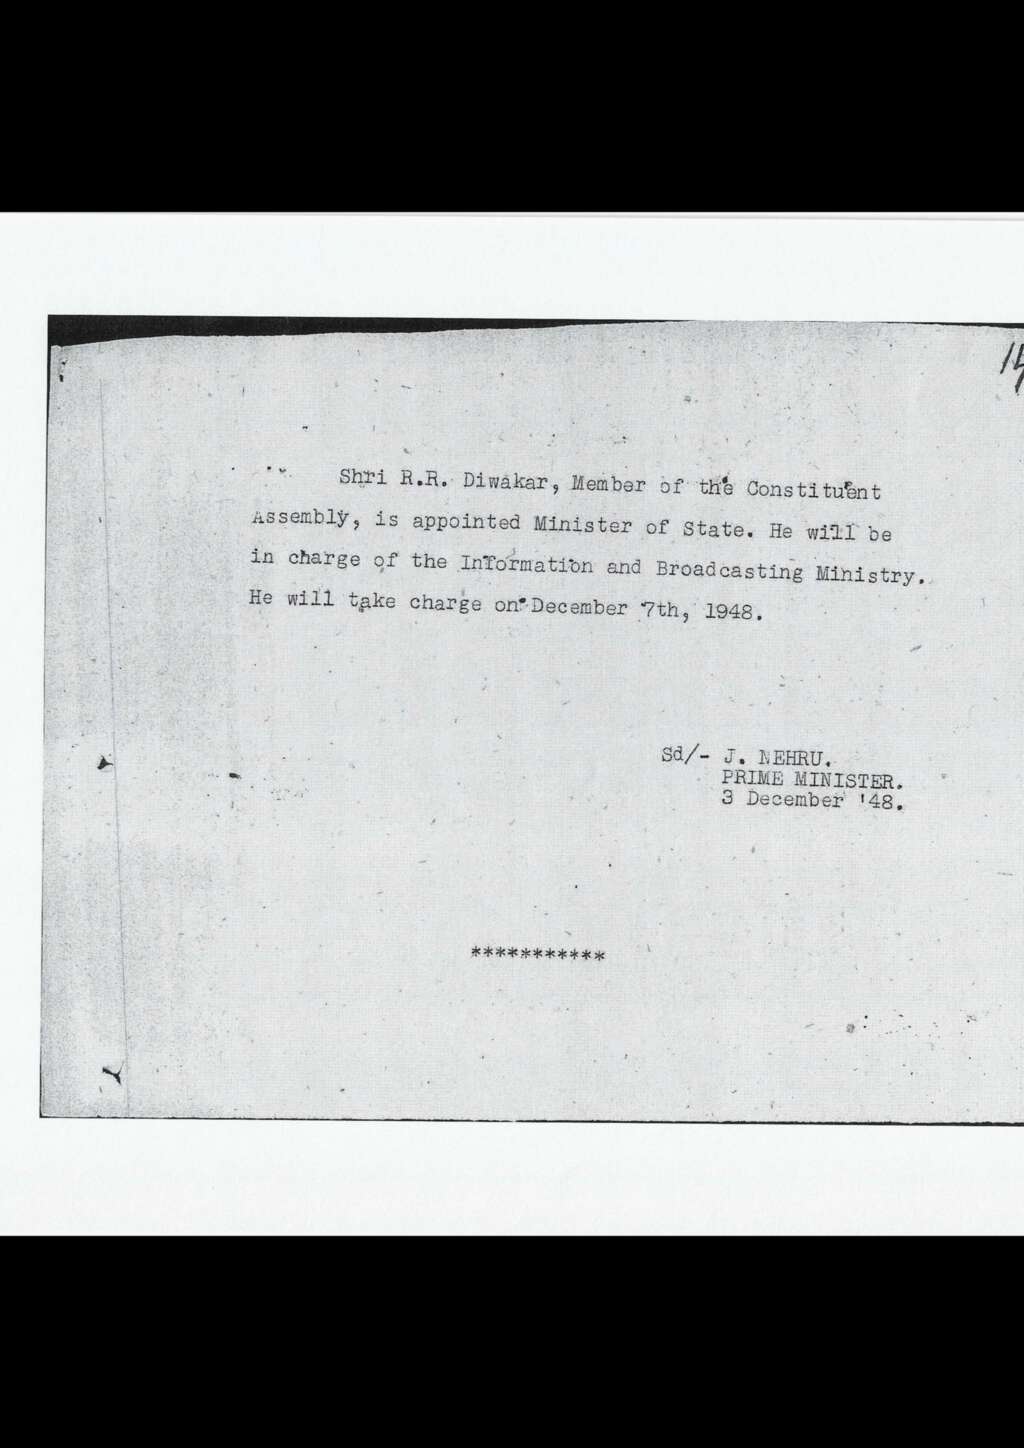 Shri R.R. Diwakar, Member of the Constituent
Assembly, is appointed Minister of State. He will be
in charge of the Information and Broadcasting Ministry.
He will take charge on December 7th, 1948.
Sd/- J. NEHRU.
PRIME MINISTER.
3 December '48.
***********